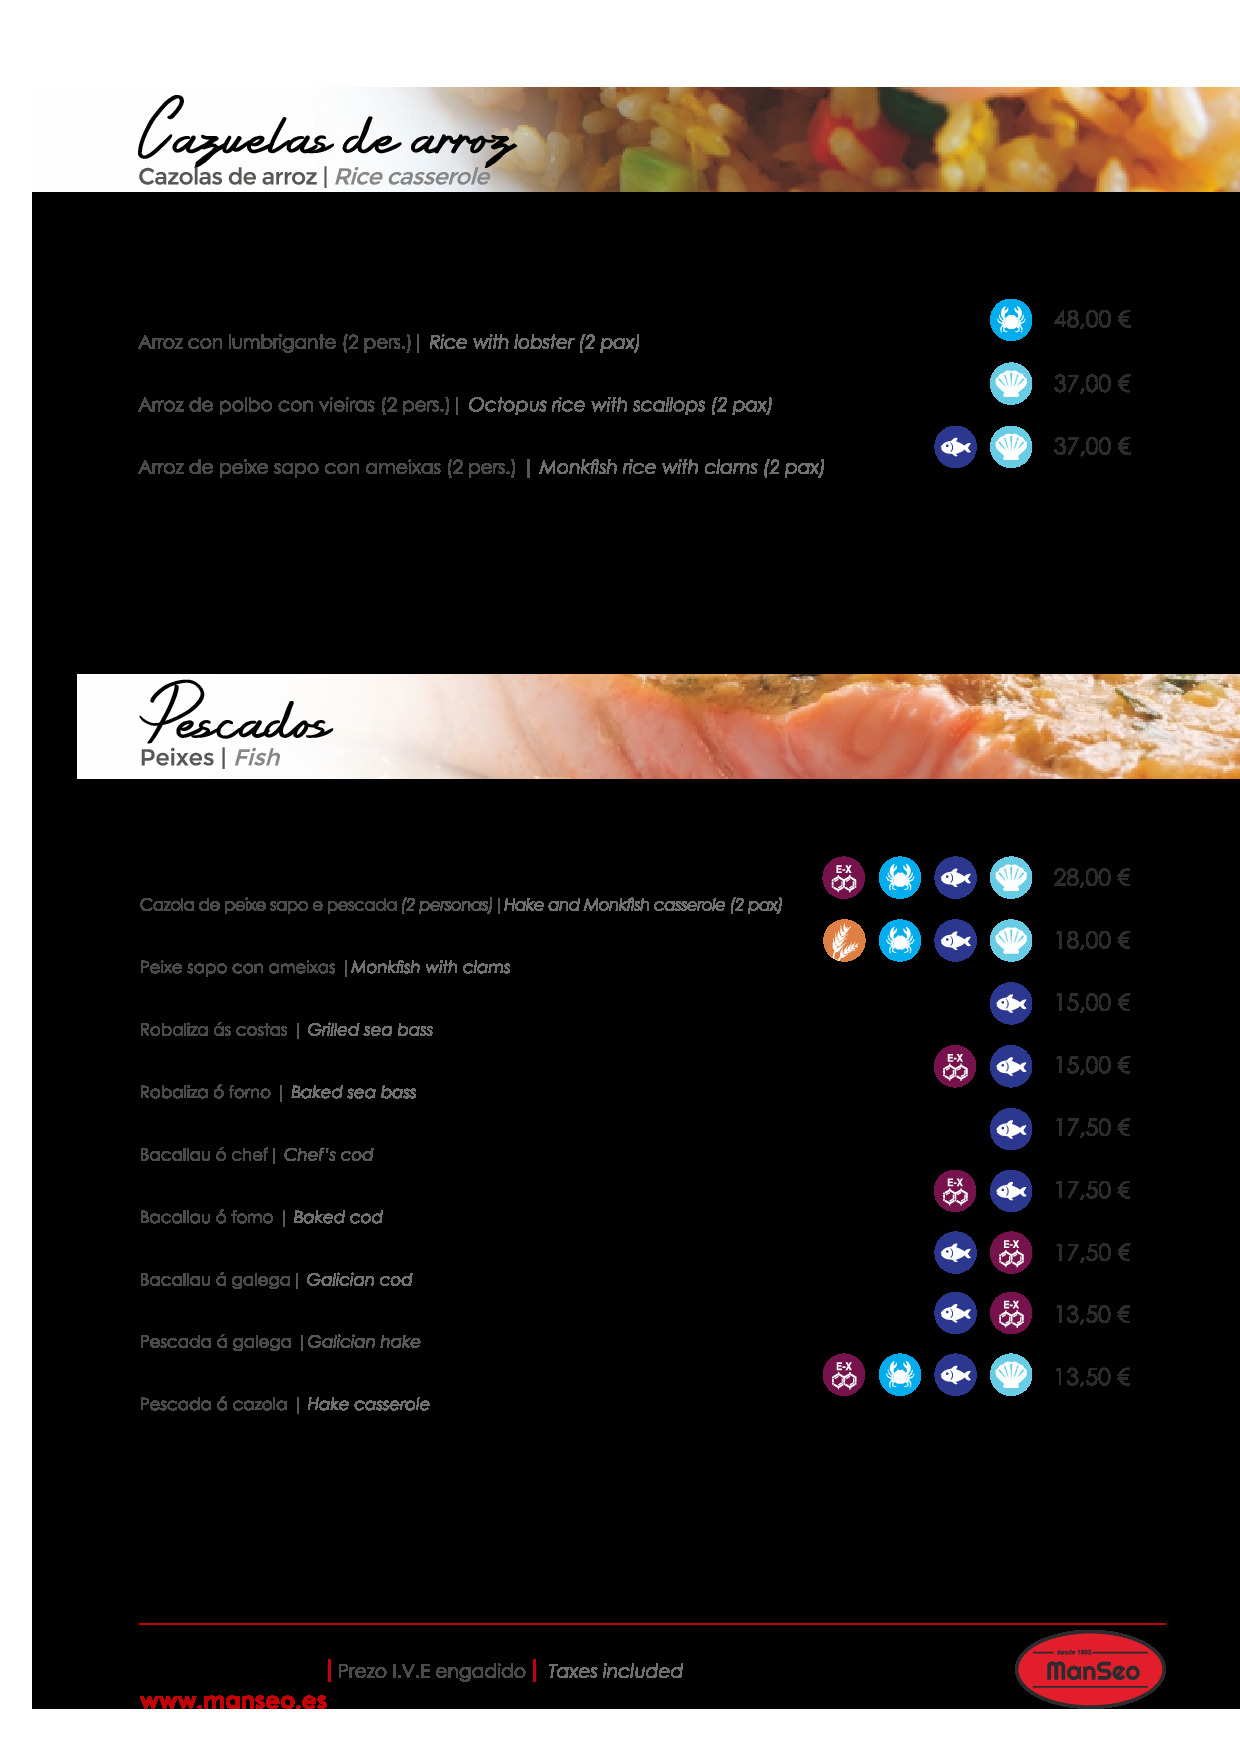 Cazuelas de arroz
Cazolas de arroz | Rice casserole
48,00 €
Arroz con lumbrigante (2 pers.)| Rice with lobster (2 pax)
37,00 €
Arroz de polbo con vieiras (2 pers.)| Octopus rice with scallops (2 pax)
37,00 €
Arroz de peixe sapo con ameixas (2 pers.) | Monkfish rice with clams (2 pax)
Pescados
Peixes | Fish
E-X 28,00 €
Cazola de peixe sapo e pescada (2 personas)|Hake and Monkfish casserole (2 pax)
18,00 €
Peixe sapo con ameixas |Monkfish with clams
15,00 €
Robaliza ás costas | Grilled sea bass
E-X 15,00 €
Robaliza ó forno | Baked sea bass
17,50 €
Bacallau ó chef| Chef's cod
E-X 17,50 €
Bacallau ó forno | Baked cod
E-X 17,50 €
Bacallau á galega| Galician cod
E-X 13,50 €
Pescada á galega |Galician hake
E-X 13,50 €
Pescada á cazola | Hake casserole
| Prezo I.V.E engadido | Taxes included
www.manseo.es
desde 1992
ManSeo